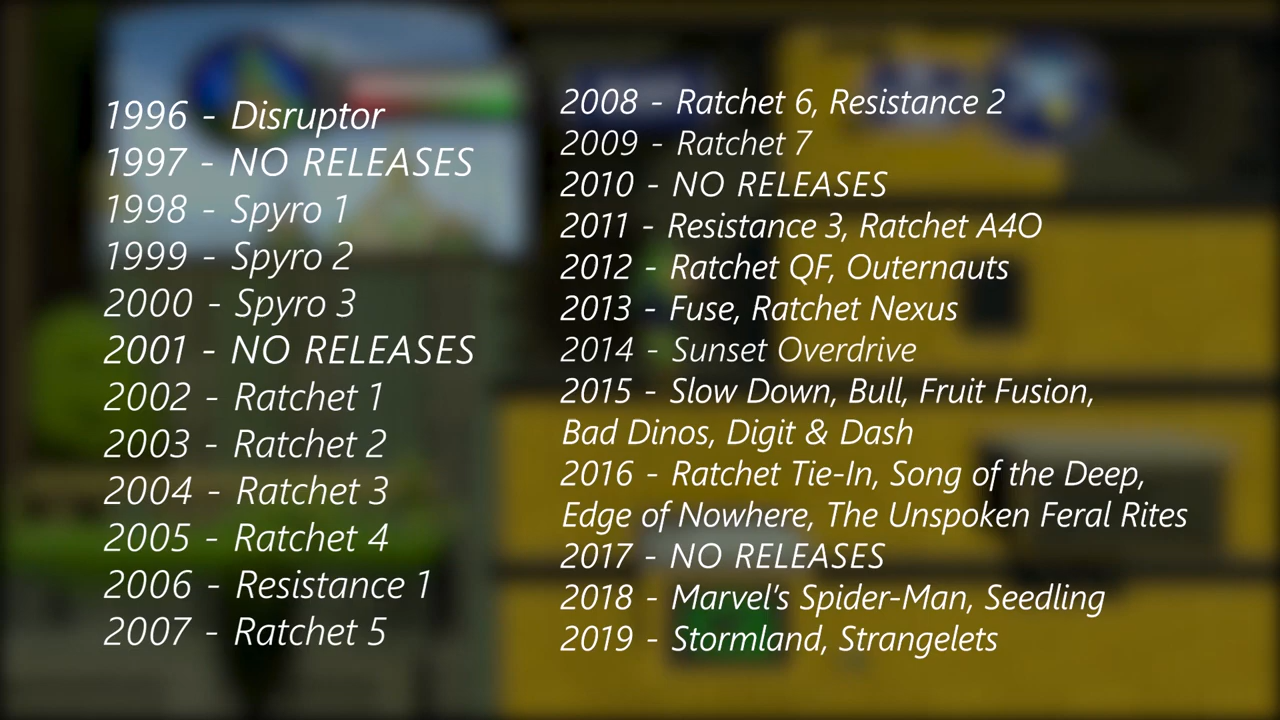 1996 - Disruptor
1997 - NO RELEASES
1998 - Spyro 1
1999 - Spyro 2
2000 - Spyro 3
2001 - NO RELEASES
2002 - Ratchet 1
2003 - Ratchet 2
2004 - Ratchet 3
2005 - Ratchet 4
2006 - Resistance 1
2007 - Ratchet 5
2008 - Ratchet 6, Resistance 2
2009 - Ratchet 7
2010 - NO RELEASES
2011 - Resistance 3, Ratchet A4O
2012 - Ratchet QF, Outernauts
2013 - Fuse, Ratchet Nexus
2014 - Sunset Overdrive
2015 - Slow Down, Bull, Fruit Fusion,
Bad Dinos, Digit & Dash
2016 - Ratchet Tie-In, Song of the Deep,
Edge of Nowhere, The Unspoken Feral Rites
2017 - NO RELEASES
2018 - Marvel's Spider-Man, Seedling
2019 - Stormland, Strangelets